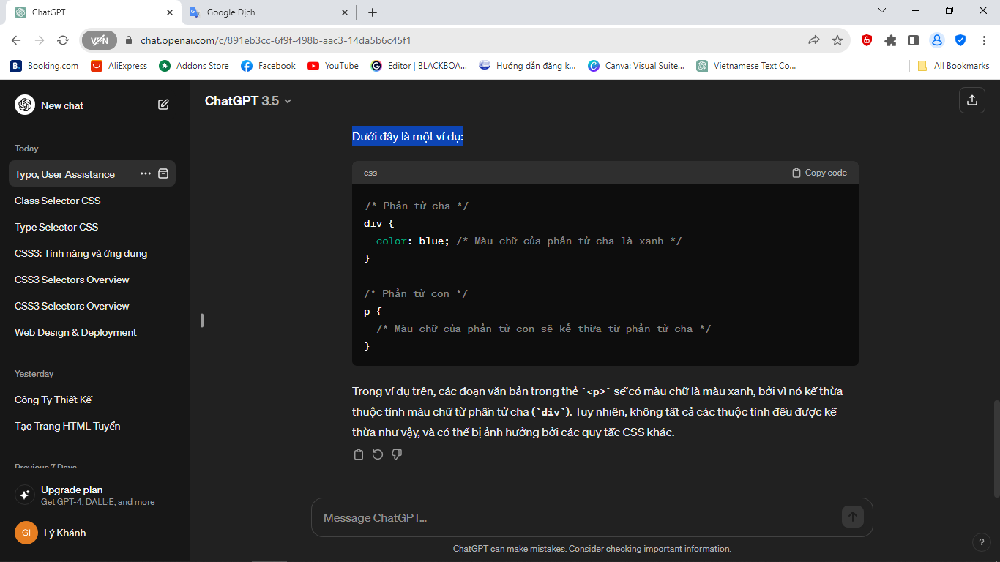 ChatGPT
Google Dịch
VPN
chat.openai.com/c/891eb3cc-6f9f-498b-aac3-14da5b6c45f1
B. Booking.com
AliExpress
Addons Store
Facebook
YouTube
Editor | BLACKBOA...
Hướng dẫn đăng k...
Canva: Visual Suite...
Vietnamese Text Co...
All Bookmarks
New chat
Today
Typo, User Assistance
Class Selector CSS
Type Selector CSS
CSS3: Tính năng và ứng dụng
CSS3 Selectors Overview
CSS3 Selectors Overview
Web Design & Deployment
Yesterday
Công Ty Thiết Kế
Tạo Trang HTML Tuyển
Previous 7 Days
Upgrade plan
Get GPT-4, DALL·E, and more
GI
Lý Khánh
ChatGPT 3.5
Dưới đây là một ví dụ:
css
Copy code
/* Phần tử cha */
div {
color: blue; /* Màu chữ của phần tử cha là xanh */
}
/* Phần tử con */
p {
/* Màu chữ của phần tử con sẽ kế thừa từ phần tử cha */
}
Trong ví dụ trên, các đoạn văn bản trong thẻ `<p>` sẽ có màu chữ là màu xanh, bởi vì nó kế thừa
thuộc tính màu chữ từ phần tử cha (`div`). Tuy nhiên, không tất cả các thuộc tính đều được kế
thừa như vậy, và có thể bị ảnh hưởng bởi các quy tắc CSS khác.
Message ChatGPT...
ChatGPT can make mistakes. Consider checking important information.
?